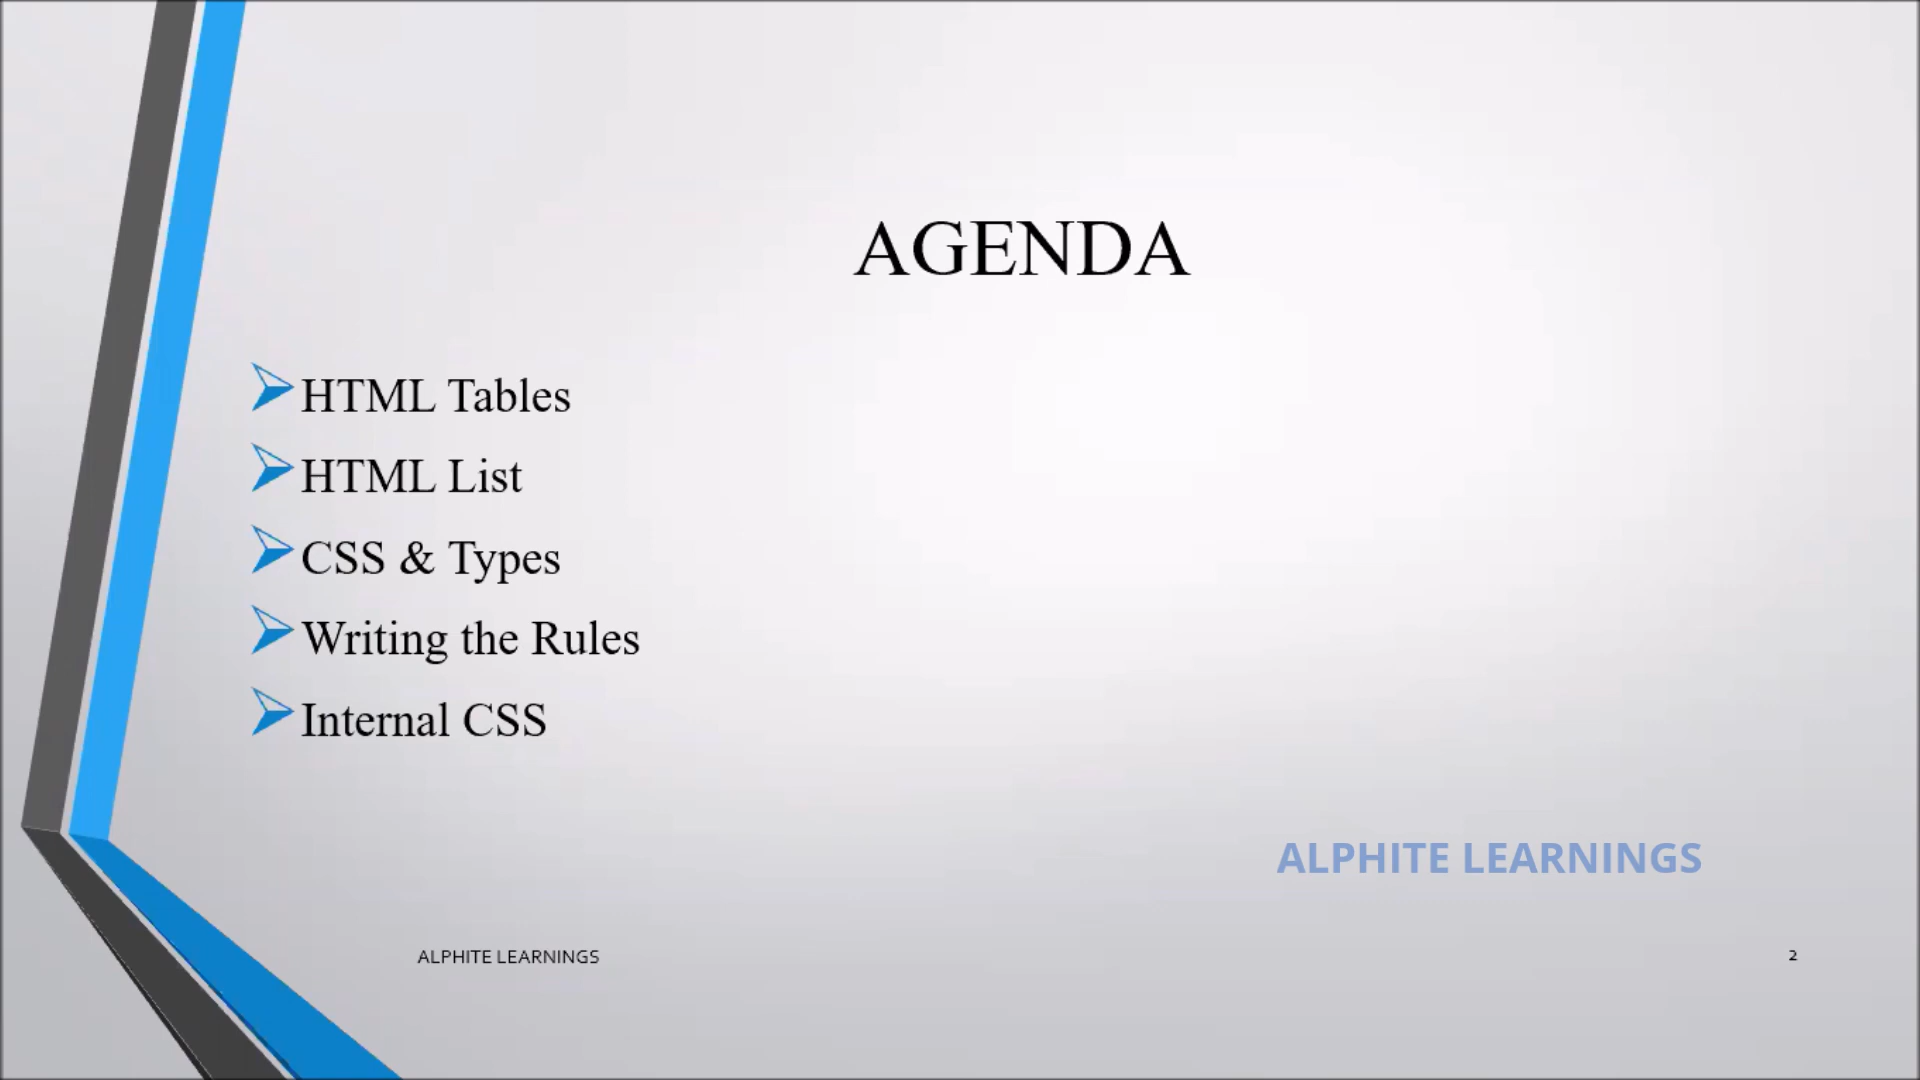 AGENDA
HTML Tables
HTML List
CSS & Types
Writing the Rules
Internal CSS
ALPHITE LEARNINGS
ALPHITE LEARNINGS
2